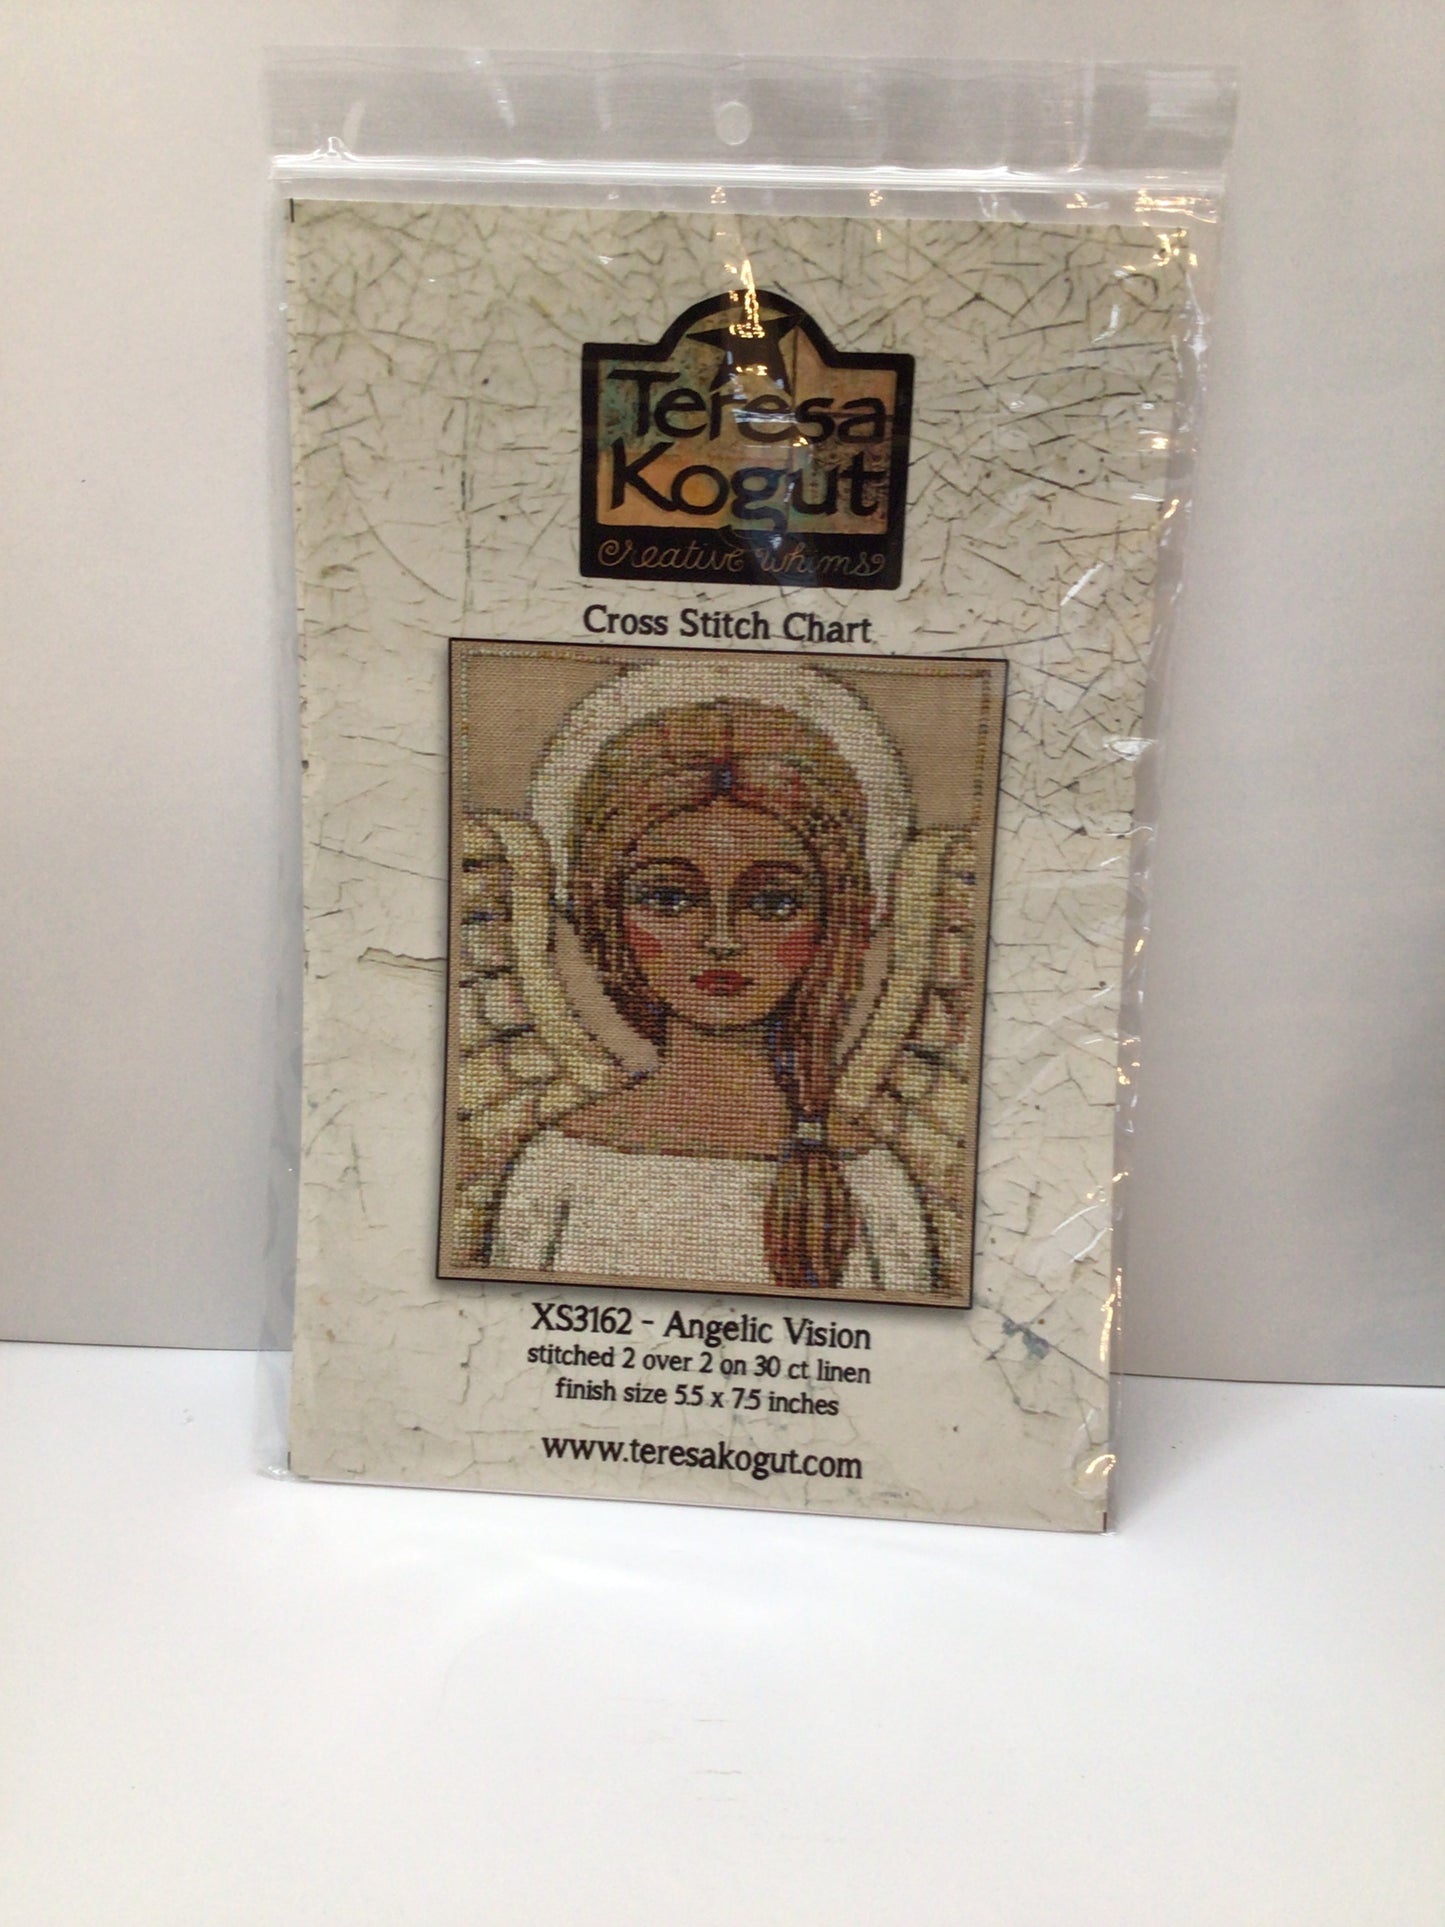 Teresa
Kogut
creative whims
Cross Stitch Chart
XS3162 - Angelic Vision
stitched 2 over 2 on 30 ct linen
finish size 5.5 x 7.5 inches
www.teresakogut.com